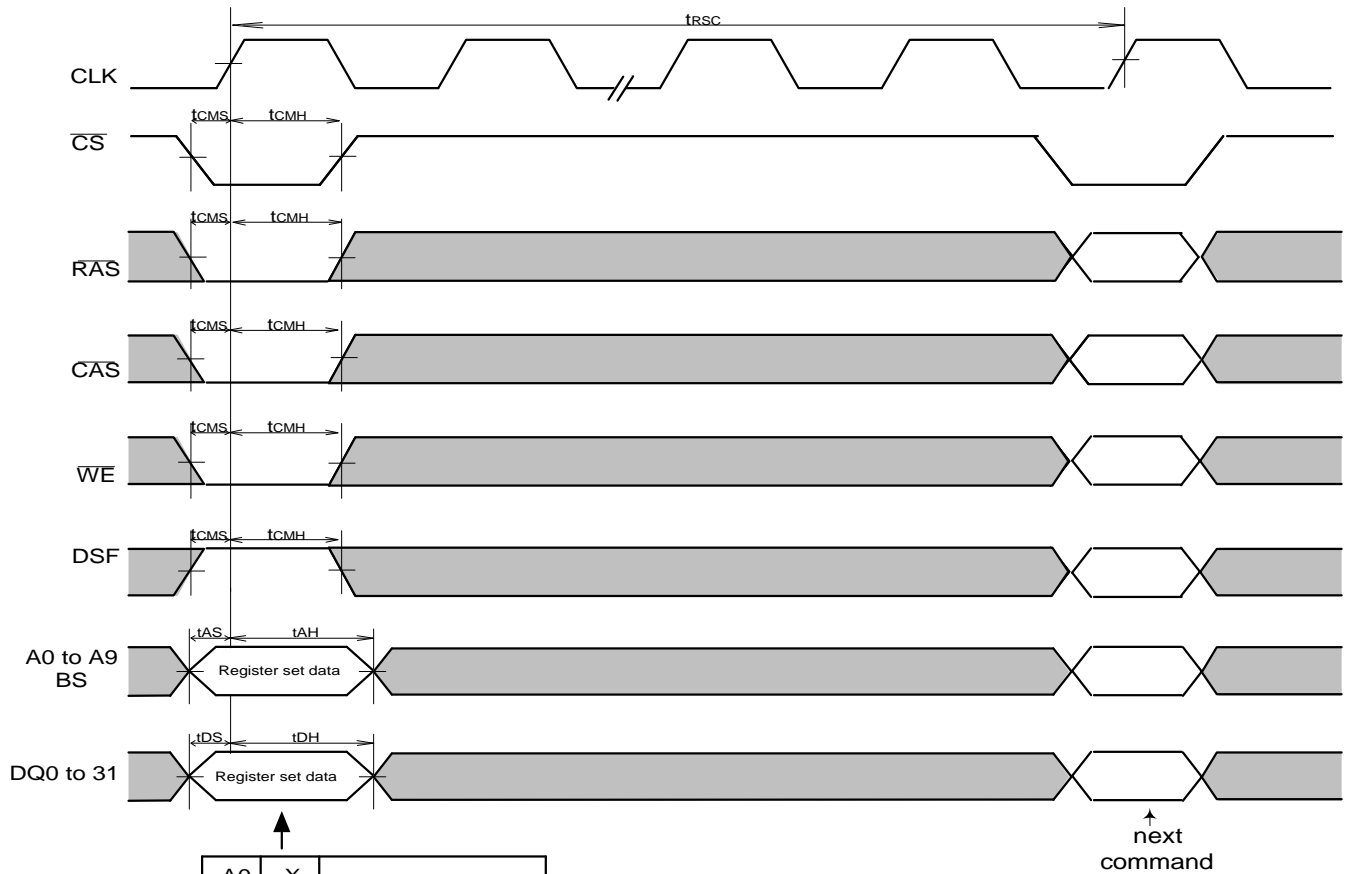 tRSC
CLK
tCMS tCMH
CS
tCMS tCMH
RAS
tCMS tCMH
CAS
tCMS tCMH
WE
tCMS tCMH
DSF
tAS tAH
A0 to A9
BS
Register set data
tDS tDH
DQ0 to 31
Register set data
next
command
A0 X